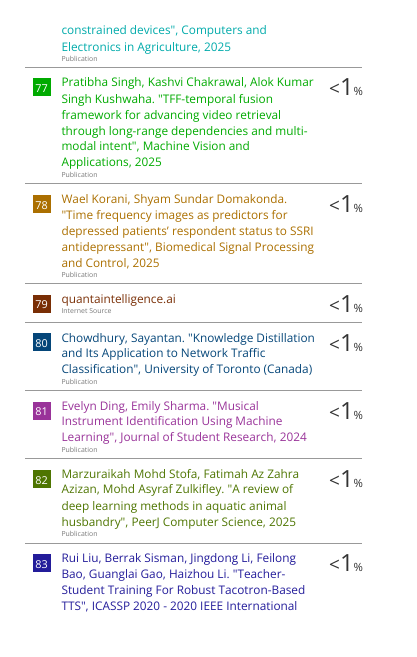 constrained devices", Computers and
Electronics in Agriculture, 2025
Publication
77
Pratibha Singh, Kashvi Chakrawal, Alok Kumar
Singh Kushwaha. "TFF-temporal fusion
framework for advancing video retrieval
through long-range dependencies and multi-
modal intent", Machine Vision and
Applications, 2025
Publication
<1%
78
Wael Korani, Shyam Sundar Domakonda.
"Time frequency images as predictors for
depressed patients’ respondent status to SSRI
antidepressant", Biomedical Signal Processing
and Control, 2025
Publication
<1%
79
quantaintelligence.ai
Internet Source
<1%
80
Chowdhury, Sayantan. "Knowledge Distillation
and Its Application to Network Traffic
Classification", University of Toronto (Canada)
Publication
<1%
81
Evelyn Ding, Emily Sharma. "Musical
Instrument Identification Using Machine
Learning", Journal of Student Research, 2024
Publication
<1%
82
Marzuraikah Mohd Stofa, Fatimah Az Zahra
Azizan, Mohd Asyraf Zulkifley. "A review of
deep learning methods in aquatic animal
husbandry", PeerJ Computer Science, 2025
Publication
<1%
83
Rui Liu, Berrak Sisman, Jingdong Li, Feilong
Bao, Guanglai Gao, Haizhou Li. "Teacher-
Student Training For Robust Tacotron-Based
TTS", ICASSP 2020 - 2020 IEEE International
<1%